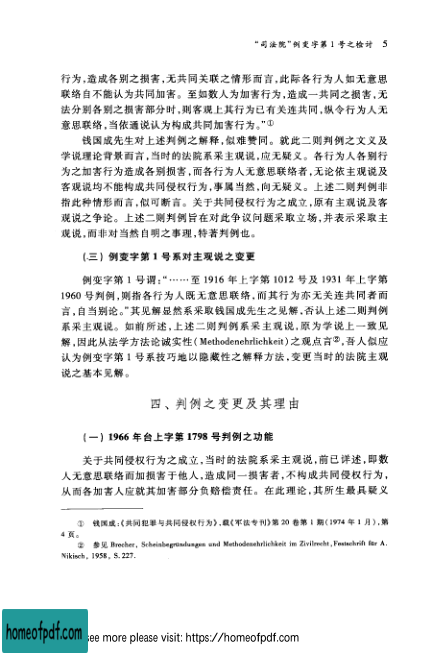 "司法院"例变字第1号之检讨 5
行为,造成各别之损害,无共同关联之情形而言,此际各行为人如无意思
联络自不能认为共同加害。至如数人为加害行为,造成一共同之损害,无
法分别各别之损害部分时,则客观上其行为已有关连共同,纵令行为人无
意思联络,当依通说认为构成共同加害行为。"①
钱国成先生对上述判例之解释,似难赞同。就此二则判例之文义及
学说理论背景而言,当时的法院系采主观说,应无疑义。各行为人各别行
为之加害行为造成各别损害,而各行为人无意思联络者,无论依主观说及
客观说均不能构成共同侵权行为,事属当然,向无疑义。上述二则判例非
指此种情形而言,似可断言。关于共同侵权行为之成立,原有主观说及客
观说之争论。上述二则判例旨在对此争议问题采取立场,并表示采取主
观说,而非对当然自明之事理,特著判例也。
(三) 例变字第1号系对主观说之变更
例变字第1号谓:"……至1916年上字第1012号及1931年上字第
1960号判例,则指各行为人既无意思联络,而其行为亦无关连共同者而
言,自当别论。"其见解显然系采取钱国成先生之见解,否认上述二则判例
系采主观说。如前所述,上述二则判例系采主观说,原为学说上一致见
解,因此从法学方法论诚实性(Methodenehrlichkeit)之观点言②,吾人似应
认为例变字第1号系技巧地以隐藏性之解释方法,变更当时的法院主观
说之基本见解。
四、判例之变更及其理由
(一) 1966年台上字第1798号判例之功能
关于共同侵权行为之成立,当时的法院系采主观说,前已详述,即数
人无意思联络而加损害于他人,造成同一损害者,不构成共同侵权行为,
从而各加害人应就其加害部分负赔偿责任。在此理论,其所生最具疑义
① 钱国成:《共同犯罪与共同侵权行为》,载《军法专刊》第20卷第1期(1974年1月),第
4页。
② 参见 Brecher, Scheinbegründungen und Methodenehrlichkeit im Zivilrecht, Festschrift für A.
Nikisch, 1958, S. 227.
homeofpdf.com
see more please visit: https://homeofpdf.com